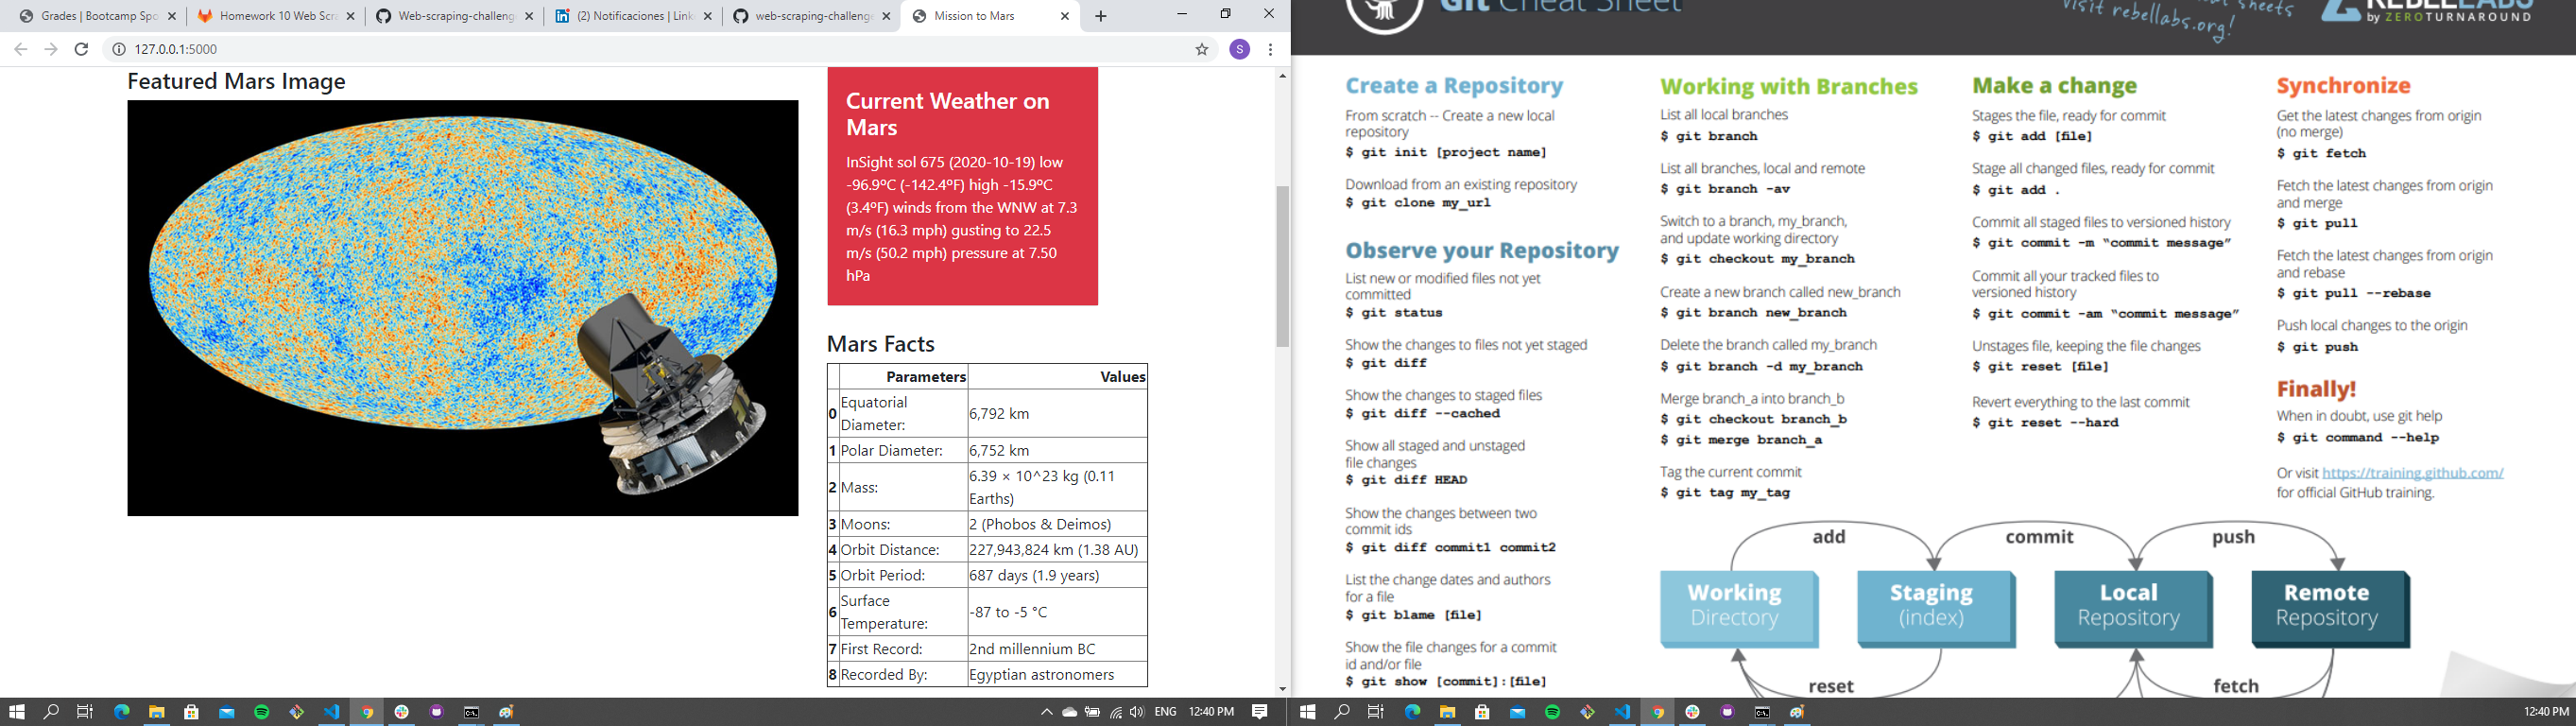 Grades | Bootcamp Spo
Homework 10 Web Scra
Web-scraping-challeng
(2) Notificaciones | Link
web-scraping-challenge
Mission to Mars
127.0.0.1:5000
S
Featured Mars Image
Current Weather on
Mars
InSight sol 675 (2020-10-19) low
-96.9ºC (-142.4ºF) high -15.9ºC
(3.4ºF) winds from the WNW at 7.3
m/s (16.3 mph) gusting to 22.5
m/s (50.2 mph) pressure at 7.50
hPa
Mars Facts
Parameters Values
0 Equatorial Diameter: 6,792 km
1 Polar Diameter: 6,752 km
2 Mass: 6.39 × 10^23 kg (0.11 Earths)
3 Moons: 2 (Phobos & Deimos)
4 Orbit Distance: 227,943,824 km (1.38 AU)
5 Orbit Period: 687 days (1.9 years)
6 Surface Temperature: -87 to -5 °C
7 First Record: 2nd millennium BC
8 Recorded By: Egyptian astronomers
ENG 12:40 PM
Git Cheat Sheet
sheets
Visit rebellabs.org!
REBELLABS
by ZEROTURNAROUND
Create a Repository
From scratch -- Create a new local
repository
$ git init [project name]
Download from an existing repository
$ git clone my_url
Observe your Repository
List new or modified files not yet
committed
$ git status
Show the changes to files not yet staged
$ git diff
Show the changes to staged files
$ git diff --cached
Show all staged and unstaged
file changes
$ git diff HEAD
Show the changes between two
commit ids
$ git diff commit1 commit2
List the change dates and authors
for a file
$ git blame [file]
Show the file changes for a commit
id and/or file
$ git show [commit]:[file]
Working with Branches
List all local branches
$ git branch
List all branches, local and remote
$ git branch -av
Switch to a branch, my_branch,
and update working directory
$ git checkout my_branch
Create a new branch called new_branch
$ git branch new_branch
Delete the branch called my_branch
$ git branch -d my_branch
Merge branch_a into branch_b
$ git checkout branch_b
$ git merge branch_a
Tag the current commit
$ git tag my_tag
Make a change
Stages the file, ready for commit
$ git add [file]
Stage all changed files, ready for commit
$ git add .
Commit all staged files to versioned history
$ git commit -m “commit message”
Commit all your tracked files to
versioned history
$ git commit -am “commit message”
Unstages file, keeping the file changes
$ git reset [file]
Revert everything to the last commit
$ git reset --hard
Synchronize
Get the latest changes from origin
(no merge)
$ git fetch
Fetch the latest changes from origin
and merge
$ git pull
Fetch the latest changes from origin
and rebase
$ git pull --rebase
Push local changes to the origin
$ git push
Finally!
When in doubt, use git help
$ git command --help
Or visit https://training.github.com/
for official GitHub training.
add
commit
push
Working
Directory
Staging
(index)
Local
Repository
Remote
Repository
reset
fetch
12:40 PM